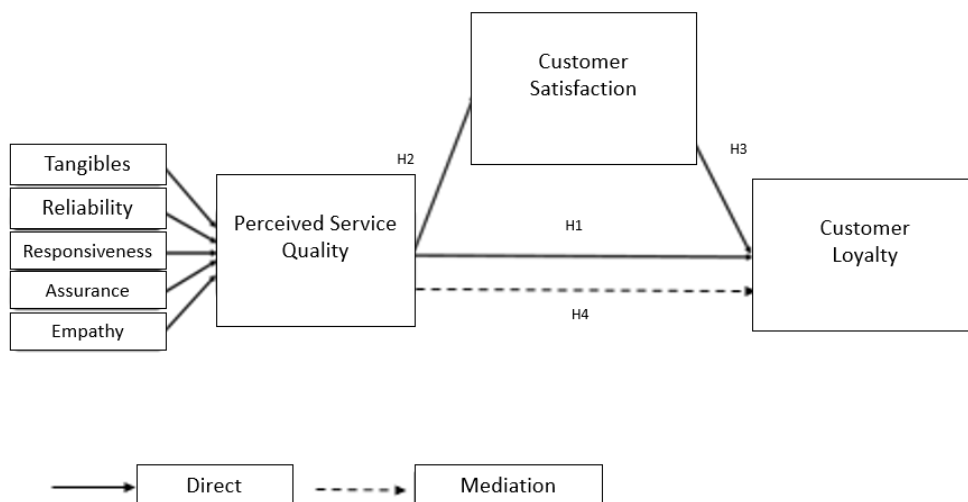 Customer
Satisfaction
H2
H3
Tangibles
Reliability
Responsiveness
Assurance
Empathy
Perceived Service
Quality
H1
H4
Customer
Loyalty
Direct
Mediation